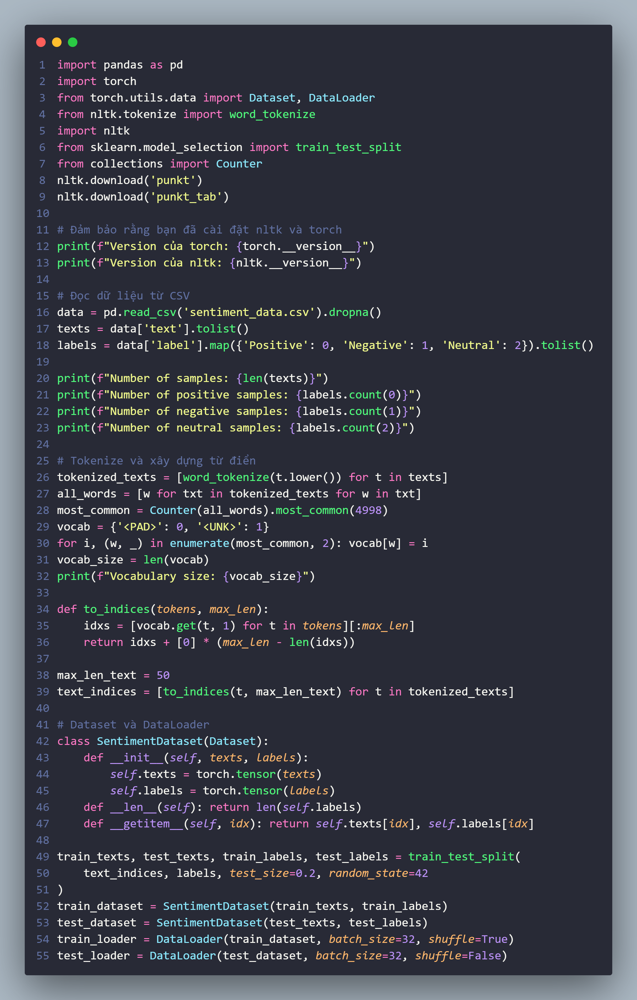 1 import pandas as pd
2 import torch
3 from torch.utils.data import Dataset, DataLoader
4 from nltk.tokenize import word_tokenize
5 import nltk
6 from sklearn.model_selection import train_test_split
7 from collections import Counter
8 nltk.download('punkt')
9 nltk.download('punkt_tab')
10
11 # Đảm bảo rằng bạn đã cài đặt nltk và torch
12 print(f"Version của torch: {torch.__version__}")
13 print(f"Version của nltk: {nltk.__version__}")
14
15 # Đọc dữ liệu từ CSV
16 data = pd.read_csv('sentiment_data.csv').dropna()
17 texts = data['text'].tolist()
18 labels = data['label'].map({'Positive': 0, 'Negative': 1, 'Neutral': 2}).tolist()
19
20 print(f"Number of samples: {len(texts)}")
21 print(f"Number of positive samples: {labels.count(0)}")
22 print(f"Number of negative samples: {labels.count(1)}")
23 print(f"Number of neutral samples: {labels.count(2)}")
24
25 # Tokenize và xây dựng từ điển
26 tokenized_texts = [word_tokenize(t.lower()) for t in texts]
27 all_words = [w for txt in tokenized_texts for w in txt]
28 most_common = Counter(all_words).most_common(4998)
29 vocab = {'<PAD>': 0, '<UNK>': 1}
30 for i, (w, _) in enumerate(most_common, 2): vocab[w] = i
31 vocab_size = len(vocab)
32 print(f"Vocabulary size: {vocab_size}")
33
34 def to_indices(tokens, max_len):
35     idxs = [vocab.get(t, 1) for t in tokens][:max_len]
36     return idxs + [0] * (max_len - len(idxs))
37
38 max_len_text = 50
39 text_indices = [to_indices(t, max_len_text) for t in tokenized_texts]
40
41 # Dataset và DataLoader
42 class SentimentDataset(Dataset):
43     def __init__(self, texts, labels):
44         self.texts = torch.tensor(texts)
45         self.labels = torch.tensor(labels)
46     def __len__(self): return len(self.labels)
47     def __getitem__(self, idx): return self.texts[idx], self.labels[idx]
48
49 train_texts, test_texts, train_labels, test_labels = train_test_split(
50     text_indices, labels, test_size=0.2, random_state=42
51 )
52 train_dataset = SentimentDataset(train_texts, train_labels)
53 test_dataset = SentimentDataset(test_texts, test_labels)
54 train_loader = DataLoader(train_dataset, batch_size=32, shuffle=True)
55 test_loader = DataLoader(test_dataset, batch_size=32, shuffle=False)